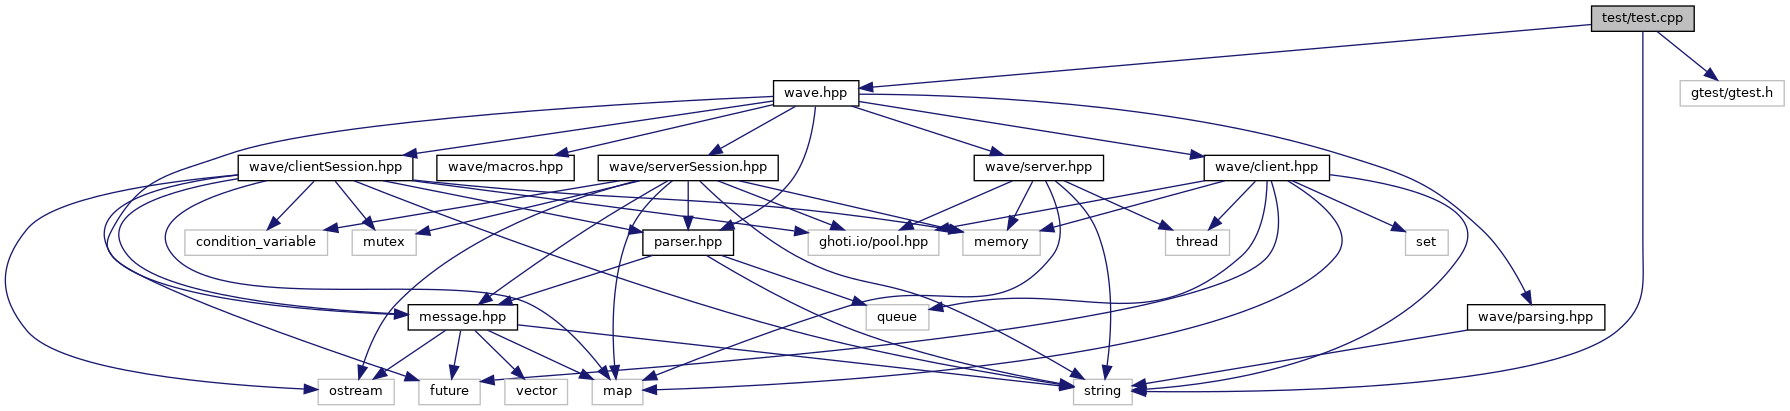 test/test.cpp
wave.hpp
gtest/gtest.h
wave/clientSession.hpp
wave/macros.hpp
wave/serverSession.hpp
wave/server.hpp
wave/client.hpp
condition_variable
mutex
parser.hpp
ghoti.io/pool.hpp
memory
thread
set
message.hpp
queue
wave/parsing.hpp
ostream
future
vector
map
string